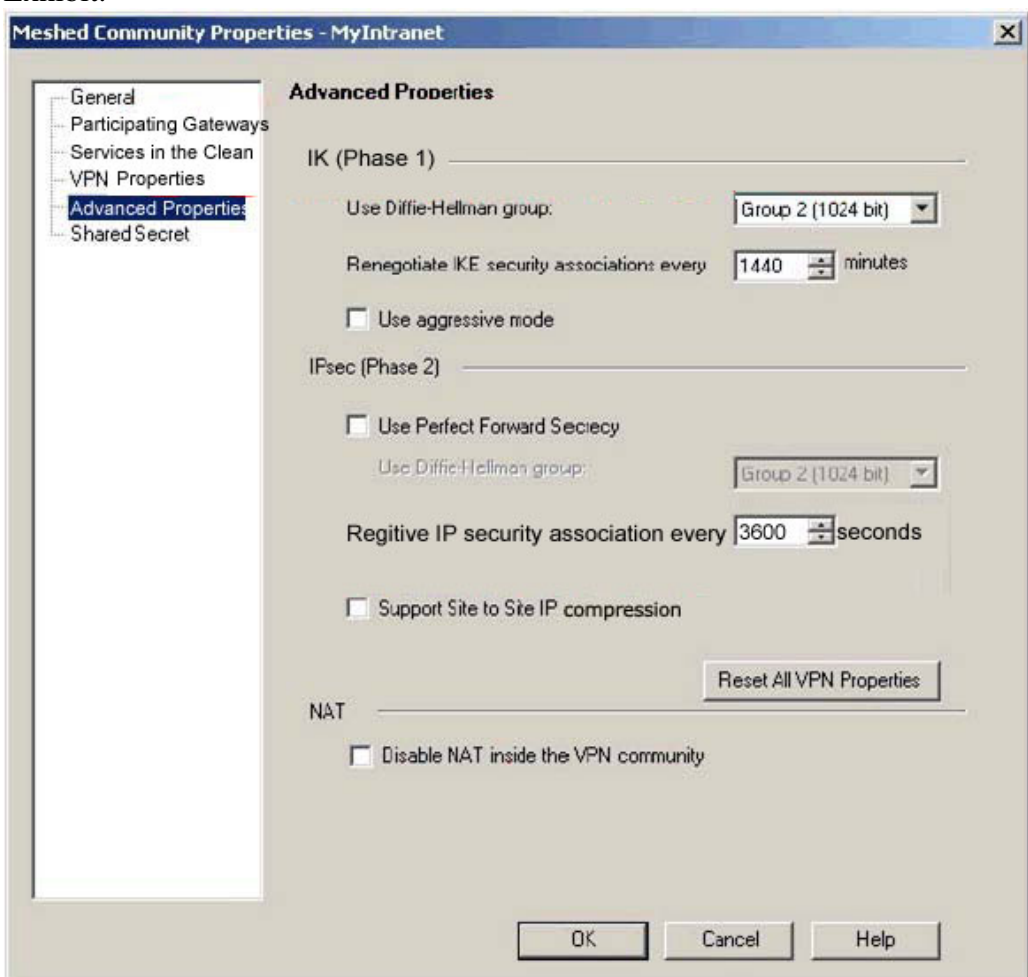 Meshed Community Properties - MyIntranet
General
Participating Gateways
Services in the Clean
VPN Properties
Advanced Properties
Shared Secret
Advanced Properties
IK (Phase 1)
Use Diffie-Hellman group: Group 2 (1024 bit)
Renegotiate IKE security associations every 1440 minutes
Use aggressive mode
IPsec (Phase 2)
Use Perfect Forward Secrecy
Use Diffie-Hellman group: Group 2 (1024 bit)
Regitive IP security association every 3600 seconds
Support Site to Site IP compression
Reset All VPN Properties
NAT
Disable NAT inside the VPN community
OK Cancel Help